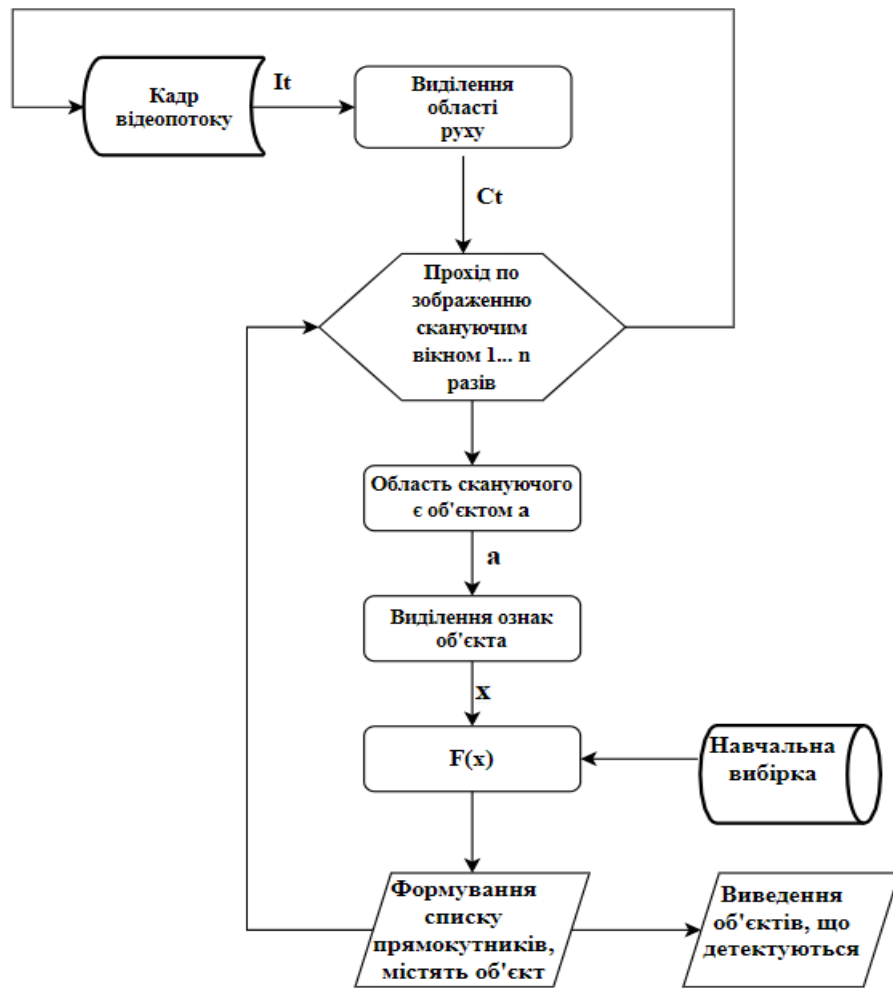 Кадр
відеопотоку
It
Виділення
області
руху
Ct
Прохід по
зображенню
скануючим
вікном 1... n
разів
Область скануючого
є об'єктом а
а
Виділення ознак
об'єкта
x
F(x)
Навчальна
вибірка
Формування
списку
прямокутників,
містять об'єкт
Виведення
об'єктів, що
детектуються